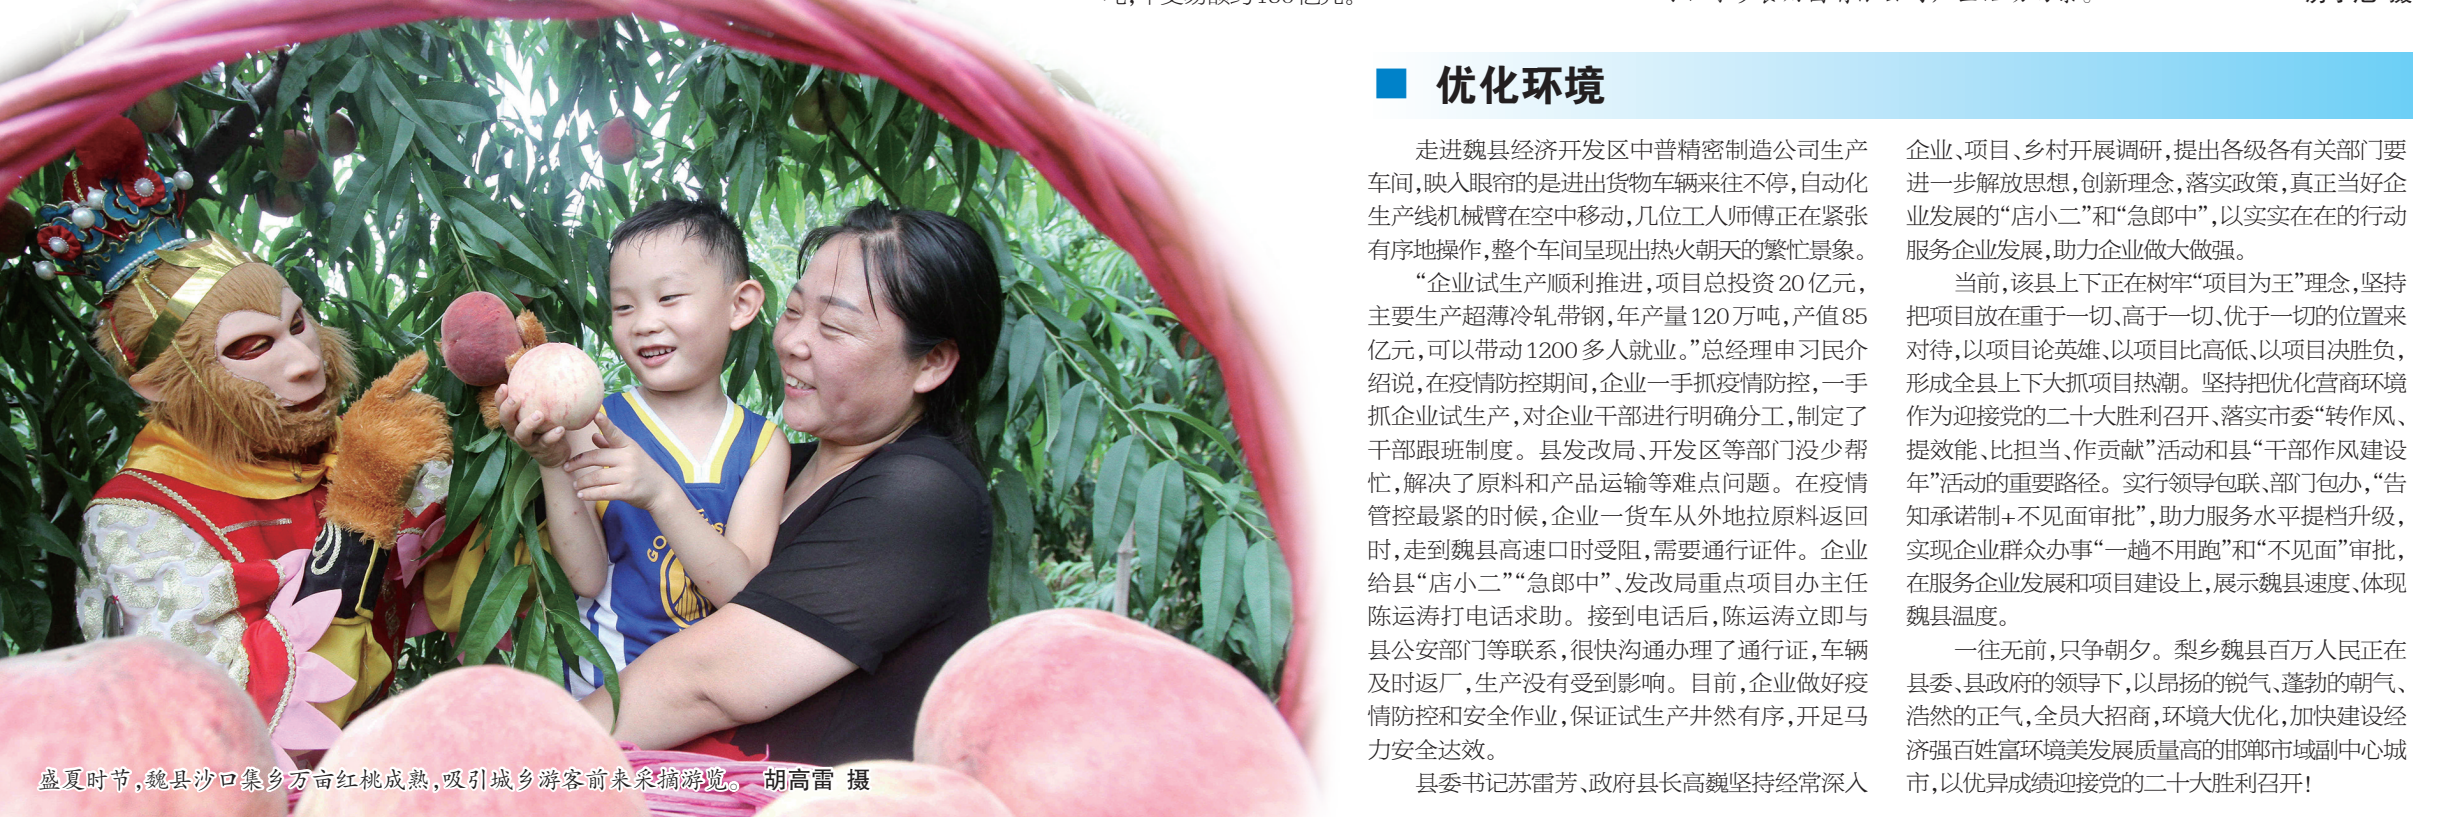 ■ 优化环境
走进魏县经济开发区中普精密制造公司生产
车间,映入眼帘的是进出货物车辆来往不停,自动化
生产线机械臂在空中移动,几位工人师傅正在紧张
有序地操作,整个车间呈现出热火朝天的繁忙景象。
“企业试生产顺利推进,项目总投资20亿元,
主要生产超薄冷轧带钢,年产量120万吨,产值85
亿元,可以带动1200多人就业。”总经理申习民介
绍说,在疫情防控期间,企业一手抓疫情防控,一手
抓企业试生产,对企业干部进行明确分工,制定了
干部跟班制度。县发改局、开发区等部门没少帮
忙,解决了原料和产品运输等难点问题。在疫情
管控最紧的时候,企业一货车从外地拉原料返回
时,走到魏县高速口时受阻,需要通行证件。企业
给县“店小二”“急郎中”、发改局重点项目办主任
陈运涛打电话求助。接到电话后,陈运涛立即与
县公安部门等联系,很快沟通办理了通行证,车辆
及时返厂,生产没有受到影响。目前,企业做好疫
情防控和安全作业,保证试生产井然有序,开足马
力安全达效。
县委书记苏雷芳、政府县长高巍坚持经常深入
企业、项目、乡村开展调研,提出各级各有关部门要
进一步解放思想,创新理念,落实政策,真正当好企
业发展的“店小二”和“急郎中”,以实实在在的行动
服务企业发展,助力企业做大做强。
当前,该县上下正在树牢“项目为王”理念,坚持
把项目放在重于一切、高于一切、优于一切的位置来
对待,以项目论英雄、以项目比高低、以项目决胜负,
形成全县上下大抓项目热潮。坚持把优化营商环境
作为迎接党的二十大胜利召开、落实市委“转作风、
提效能、比担当、作贡献”活动和县“干部作风建设
年”活动的重要路径。实行领导包联、部门包办,“告
知承诺制+不见面审批”,助力服务水平提档升级,
实现企业群众办事“一趟不用跑”和“不见面”审批,
在服务企业发展和项目建设上,展示魏县速度、体现
魏县温度。
一往无前,只争朝夕。梨乡魏县百万人民正在
县委、县政府的领导下,以昂扬的锐气、蓬勃的朝气、
浩然的正气,全员大招商,环境大优化,加快建设经
济强百姓富环境美发展质量高的邯郸市域副中心城
市,以优异成绩迎接党的二十大胜利召开!
盛夏时节,魏县沙口集乡万亩红桃成熟,吸引城乡游客前来采摘游览。 胡高雷 摄